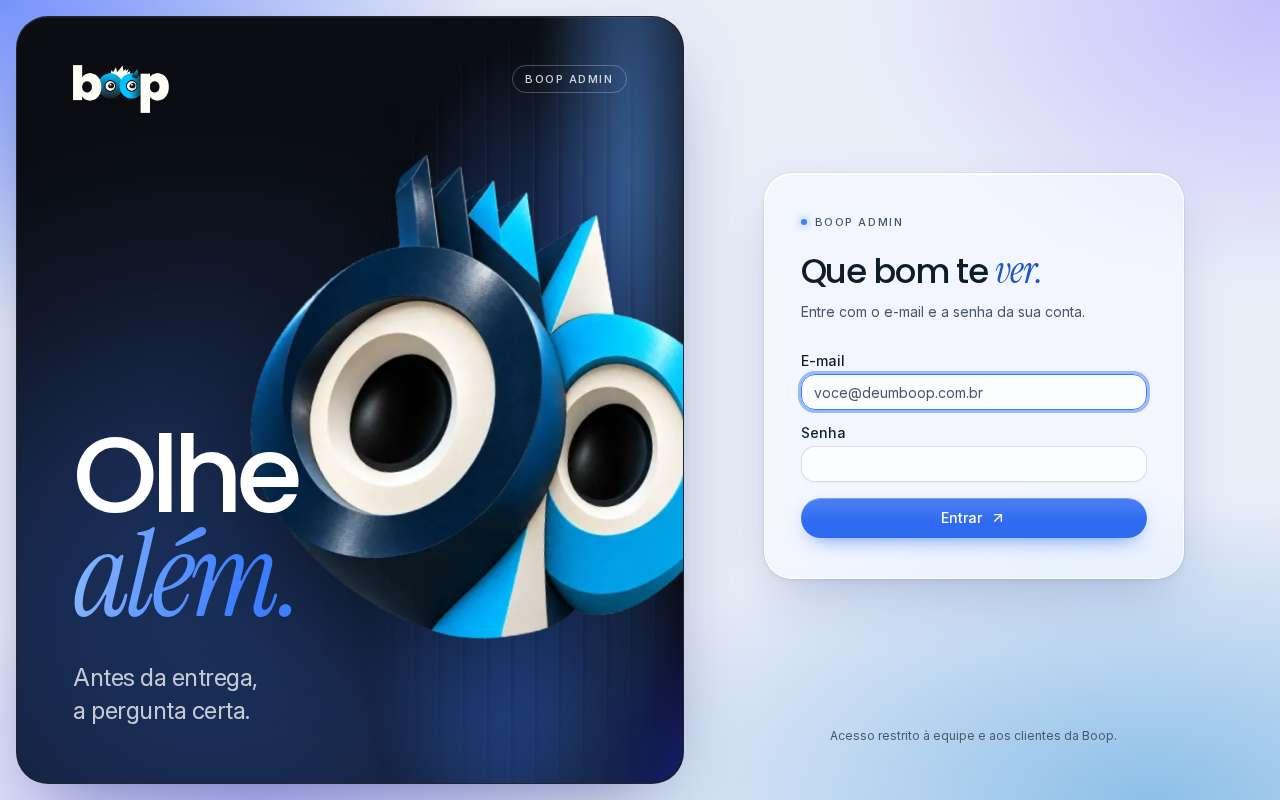 boop
BOOP ADMIN
Olhe
além.
Antes da entrega,
a pergunta certa.
BOOP ADMIN
Que bom te ver.
Entre com o e-mail e a senha da sua conta.
E-mail
voce@deumboop.com.br
Senha
Entrar
Acesso restrito à equipe e aos clientes da Boop.